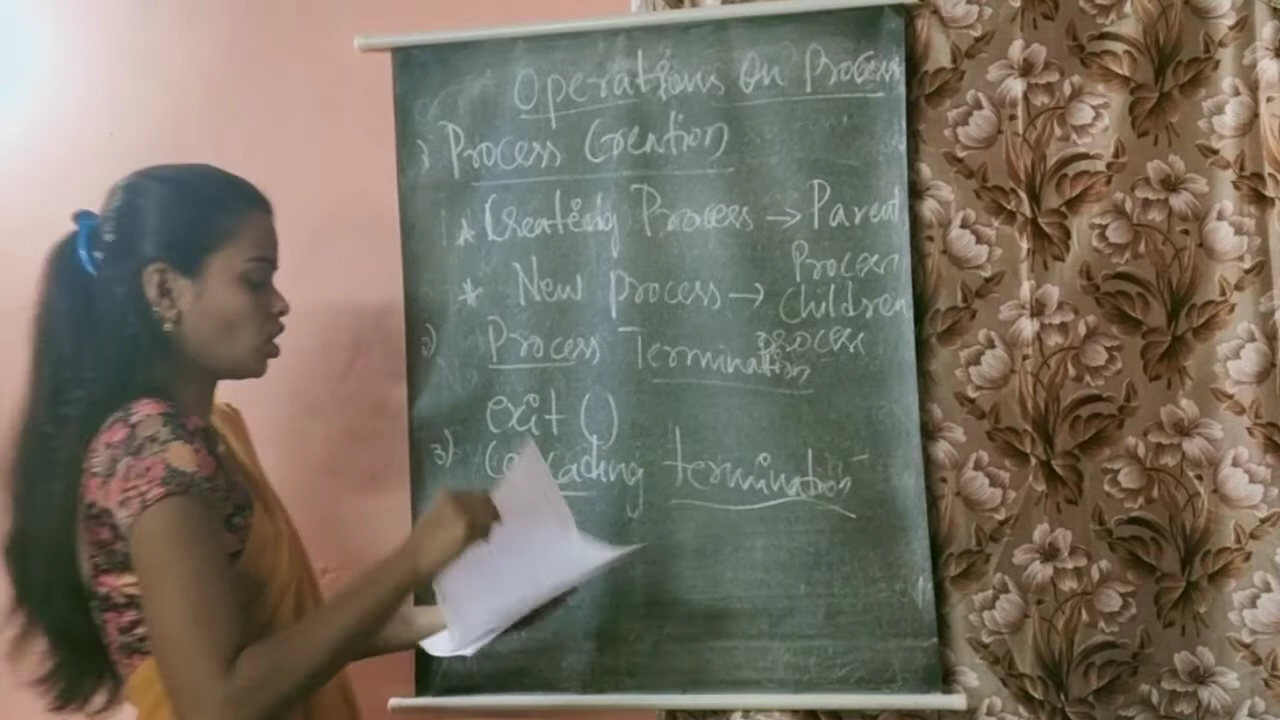 Operations On Process
1) Process Creation
* Creating Process → Parent
Process
* New process → children
process
2) Process Termination
exit ()
3) Cascading termination